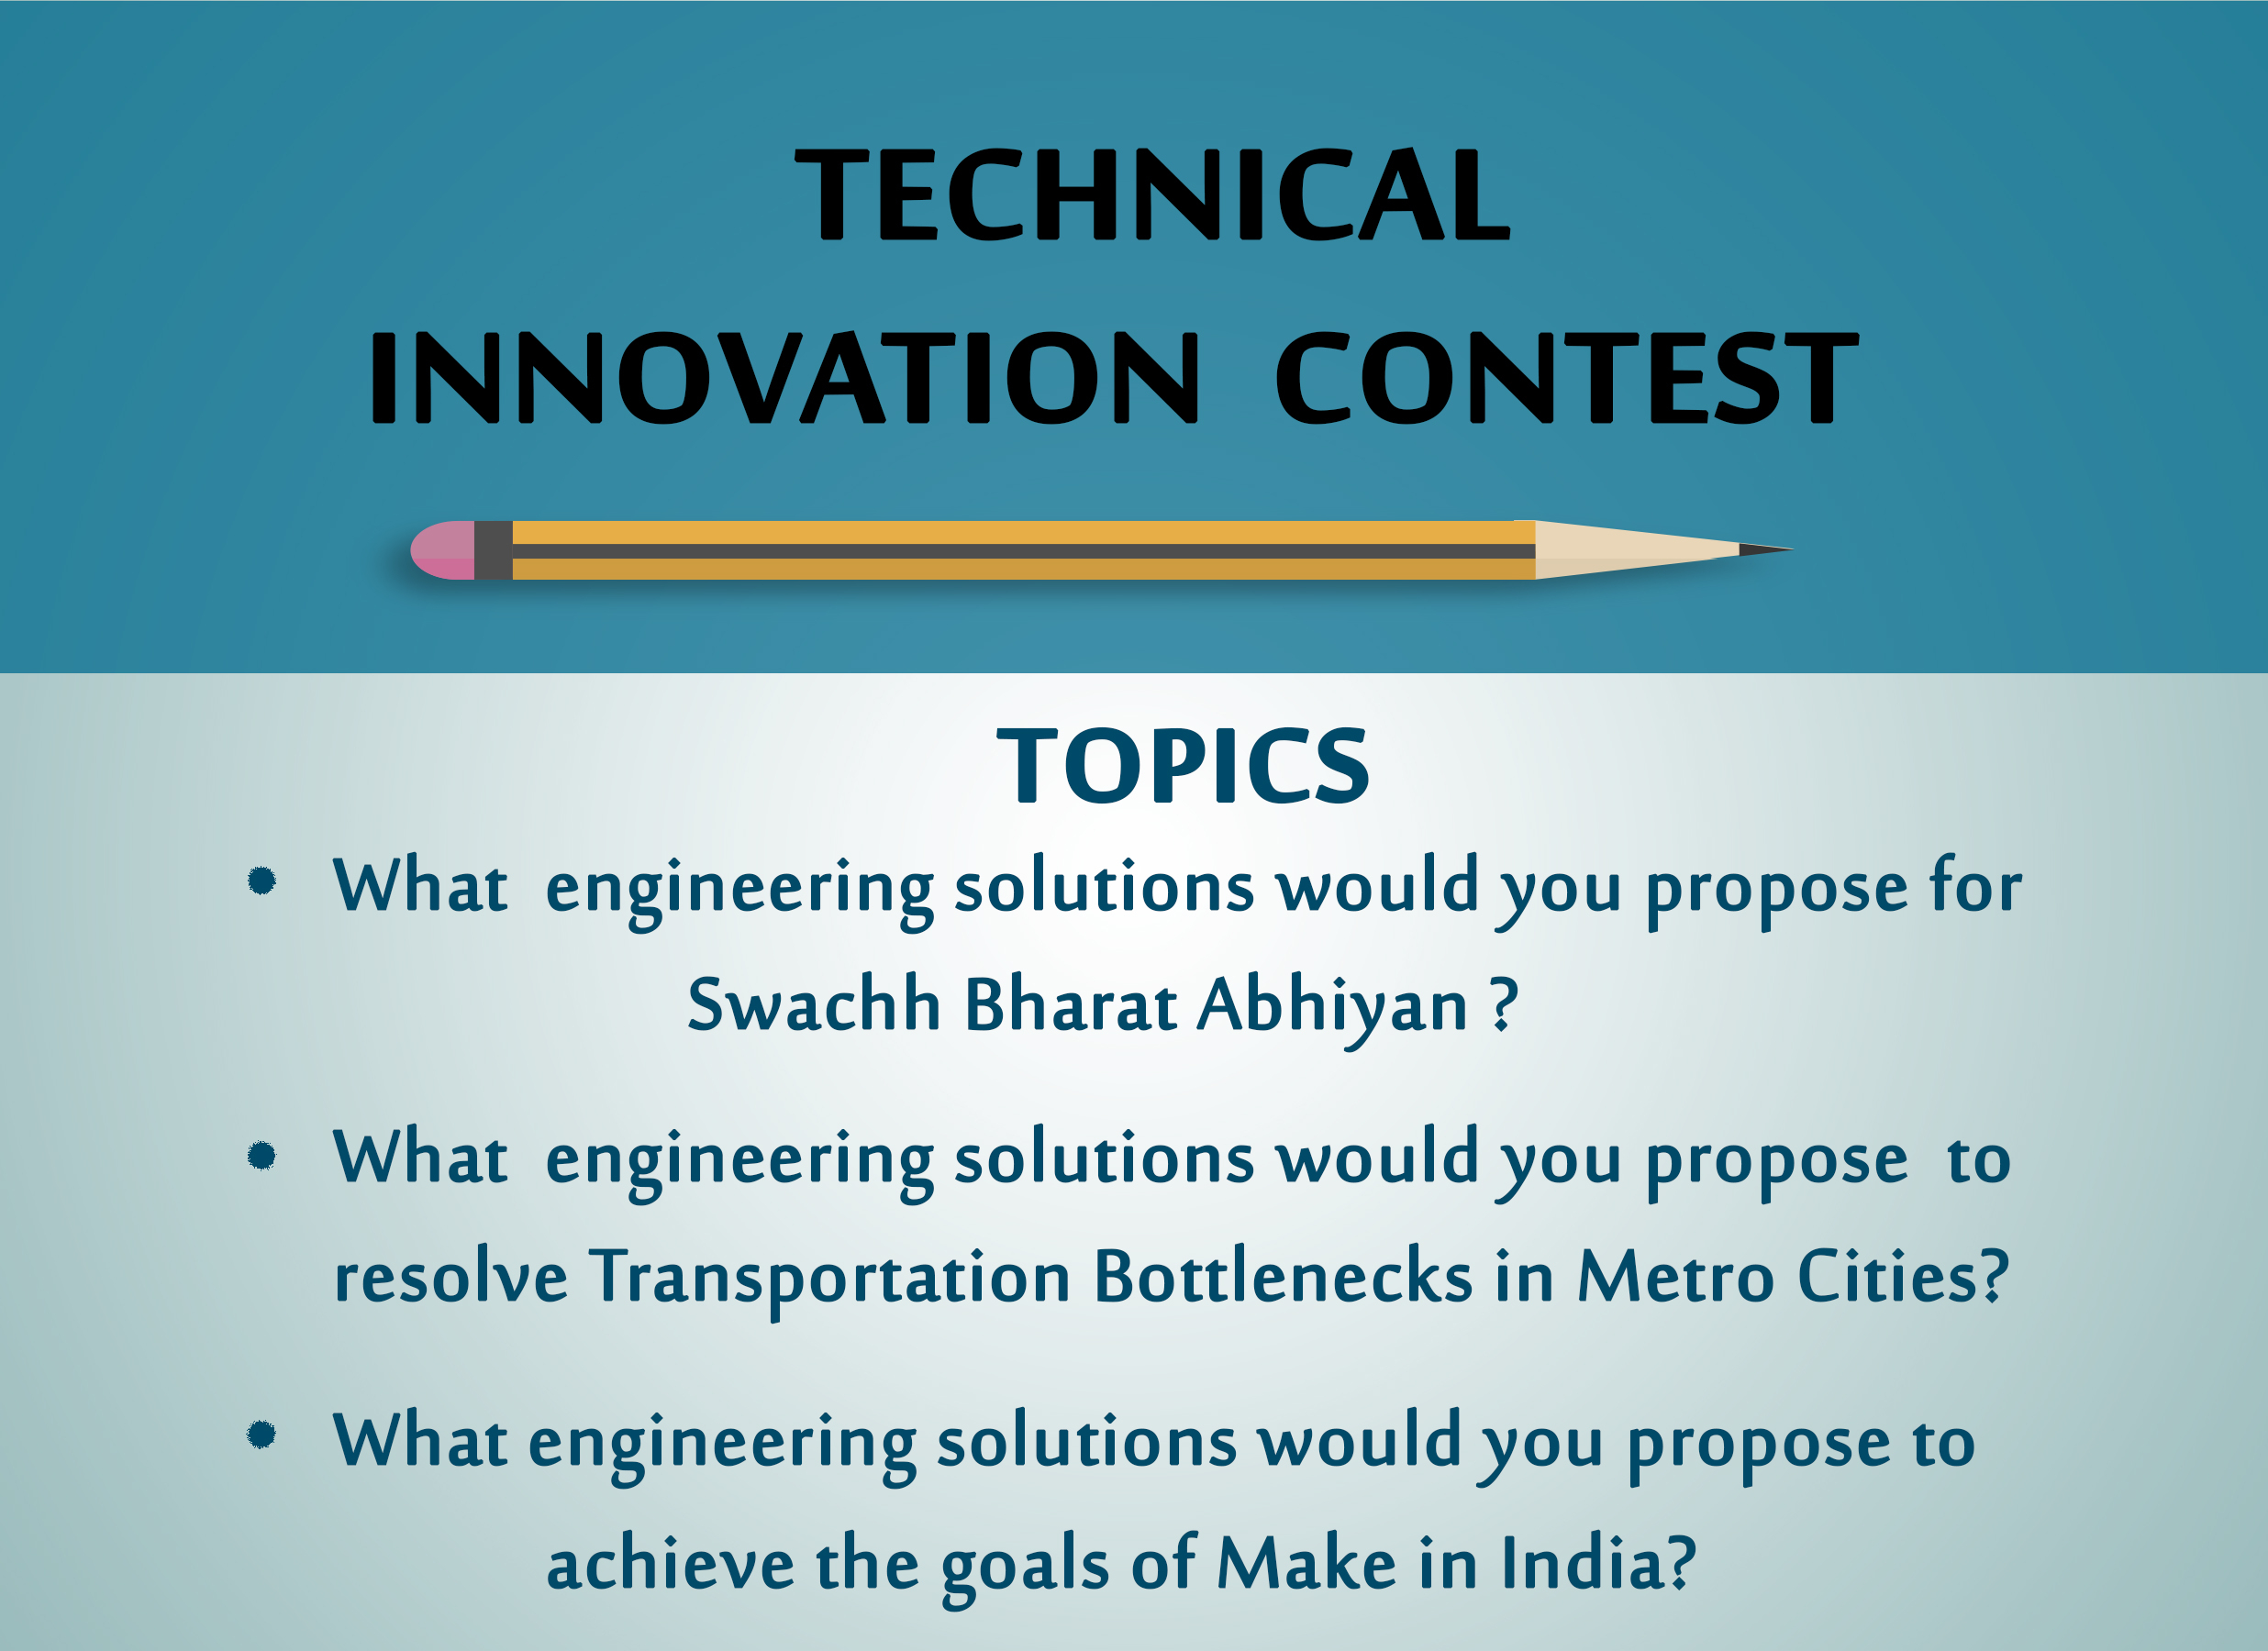 TECHNICAL
INNOVATION CONTEST
TOPICS
• What engineering solutions would you propose for
Swachh Bharat Abhiyan ?
• What engineering solutions would you propose to
resolve Transportation Bottlenecks in Metro Cities?
• What engineering solutions would you propose to
achieve the goals of Make in India?